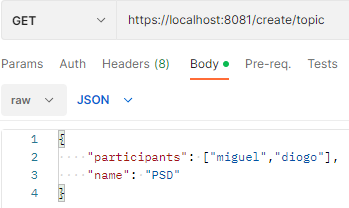 GET https://localhost:8081/create/topic
Params Auth Headers (8) Body Pre-req. Tests
raw JSON
1 {
2 "participants": ["miguel","diogo"],
3 "name": "PSD"
4 }